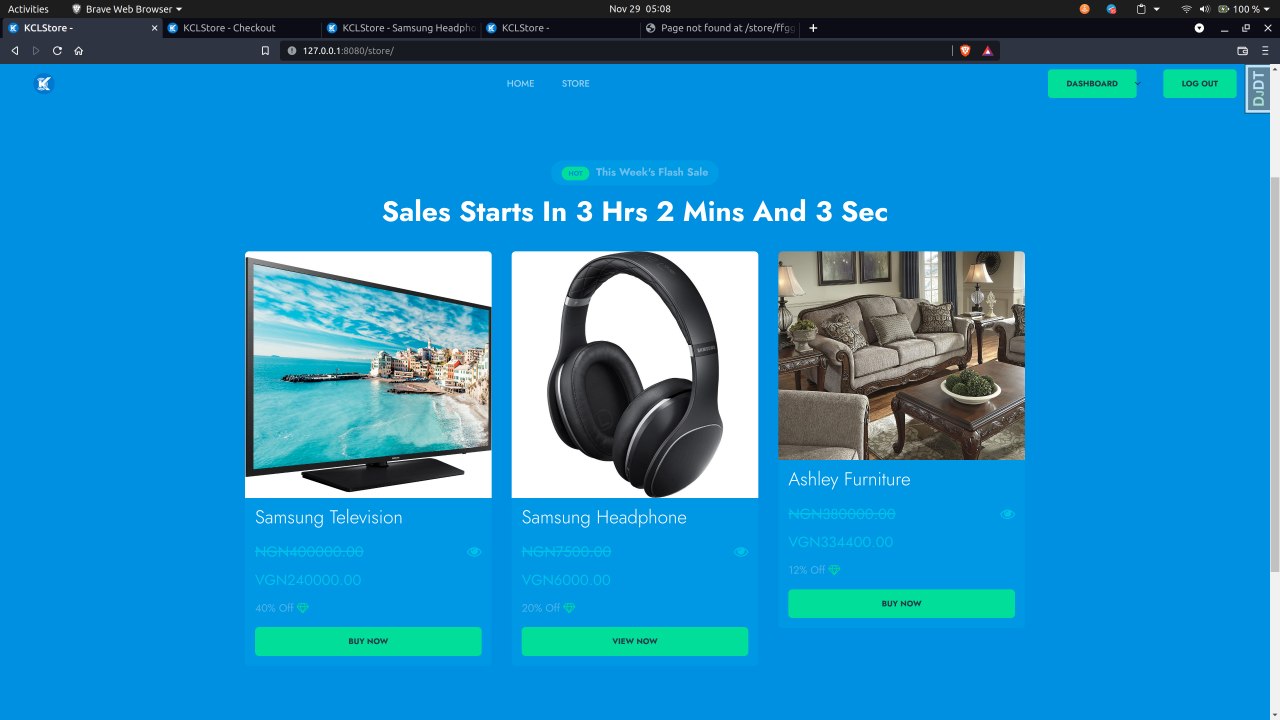 Activities
Brave Web Browser
Nov 29 05:08
100 %
KCLStore -
KCLStore - Checkout
KCLStore - Samsung Headpho
KCLStore -
Page not found at /store/ffgg
127.0.0.1:8080/store/
K
HOME
STORE
DASHBOARD
LOG OUT
DjDT
HOT
This Week's Flash Sale
Sales Starts In 3 Hrs 2 Mins And 3 Sec
SAMSUNG
Samsung Television
NGN400000.00
VGN240000.00
40% Off
BUY NOW
Samsung Headphone
NGN7500.00
VGN6000.00
20% Off
VIEW NOW
Ashley Furniture
NGN380000.00
VGN334400.00
12% Off
BUY NOW